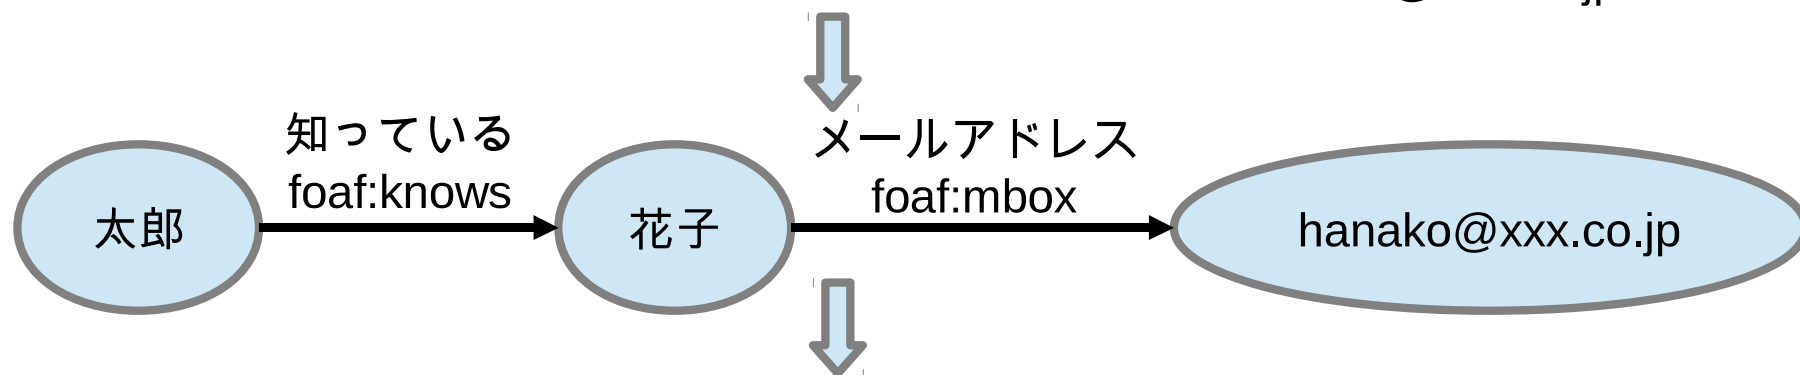 知っている
foaf:knows
メールアドレス
foaf:mbox
太郎
花子
hanako@xxx.co.jp